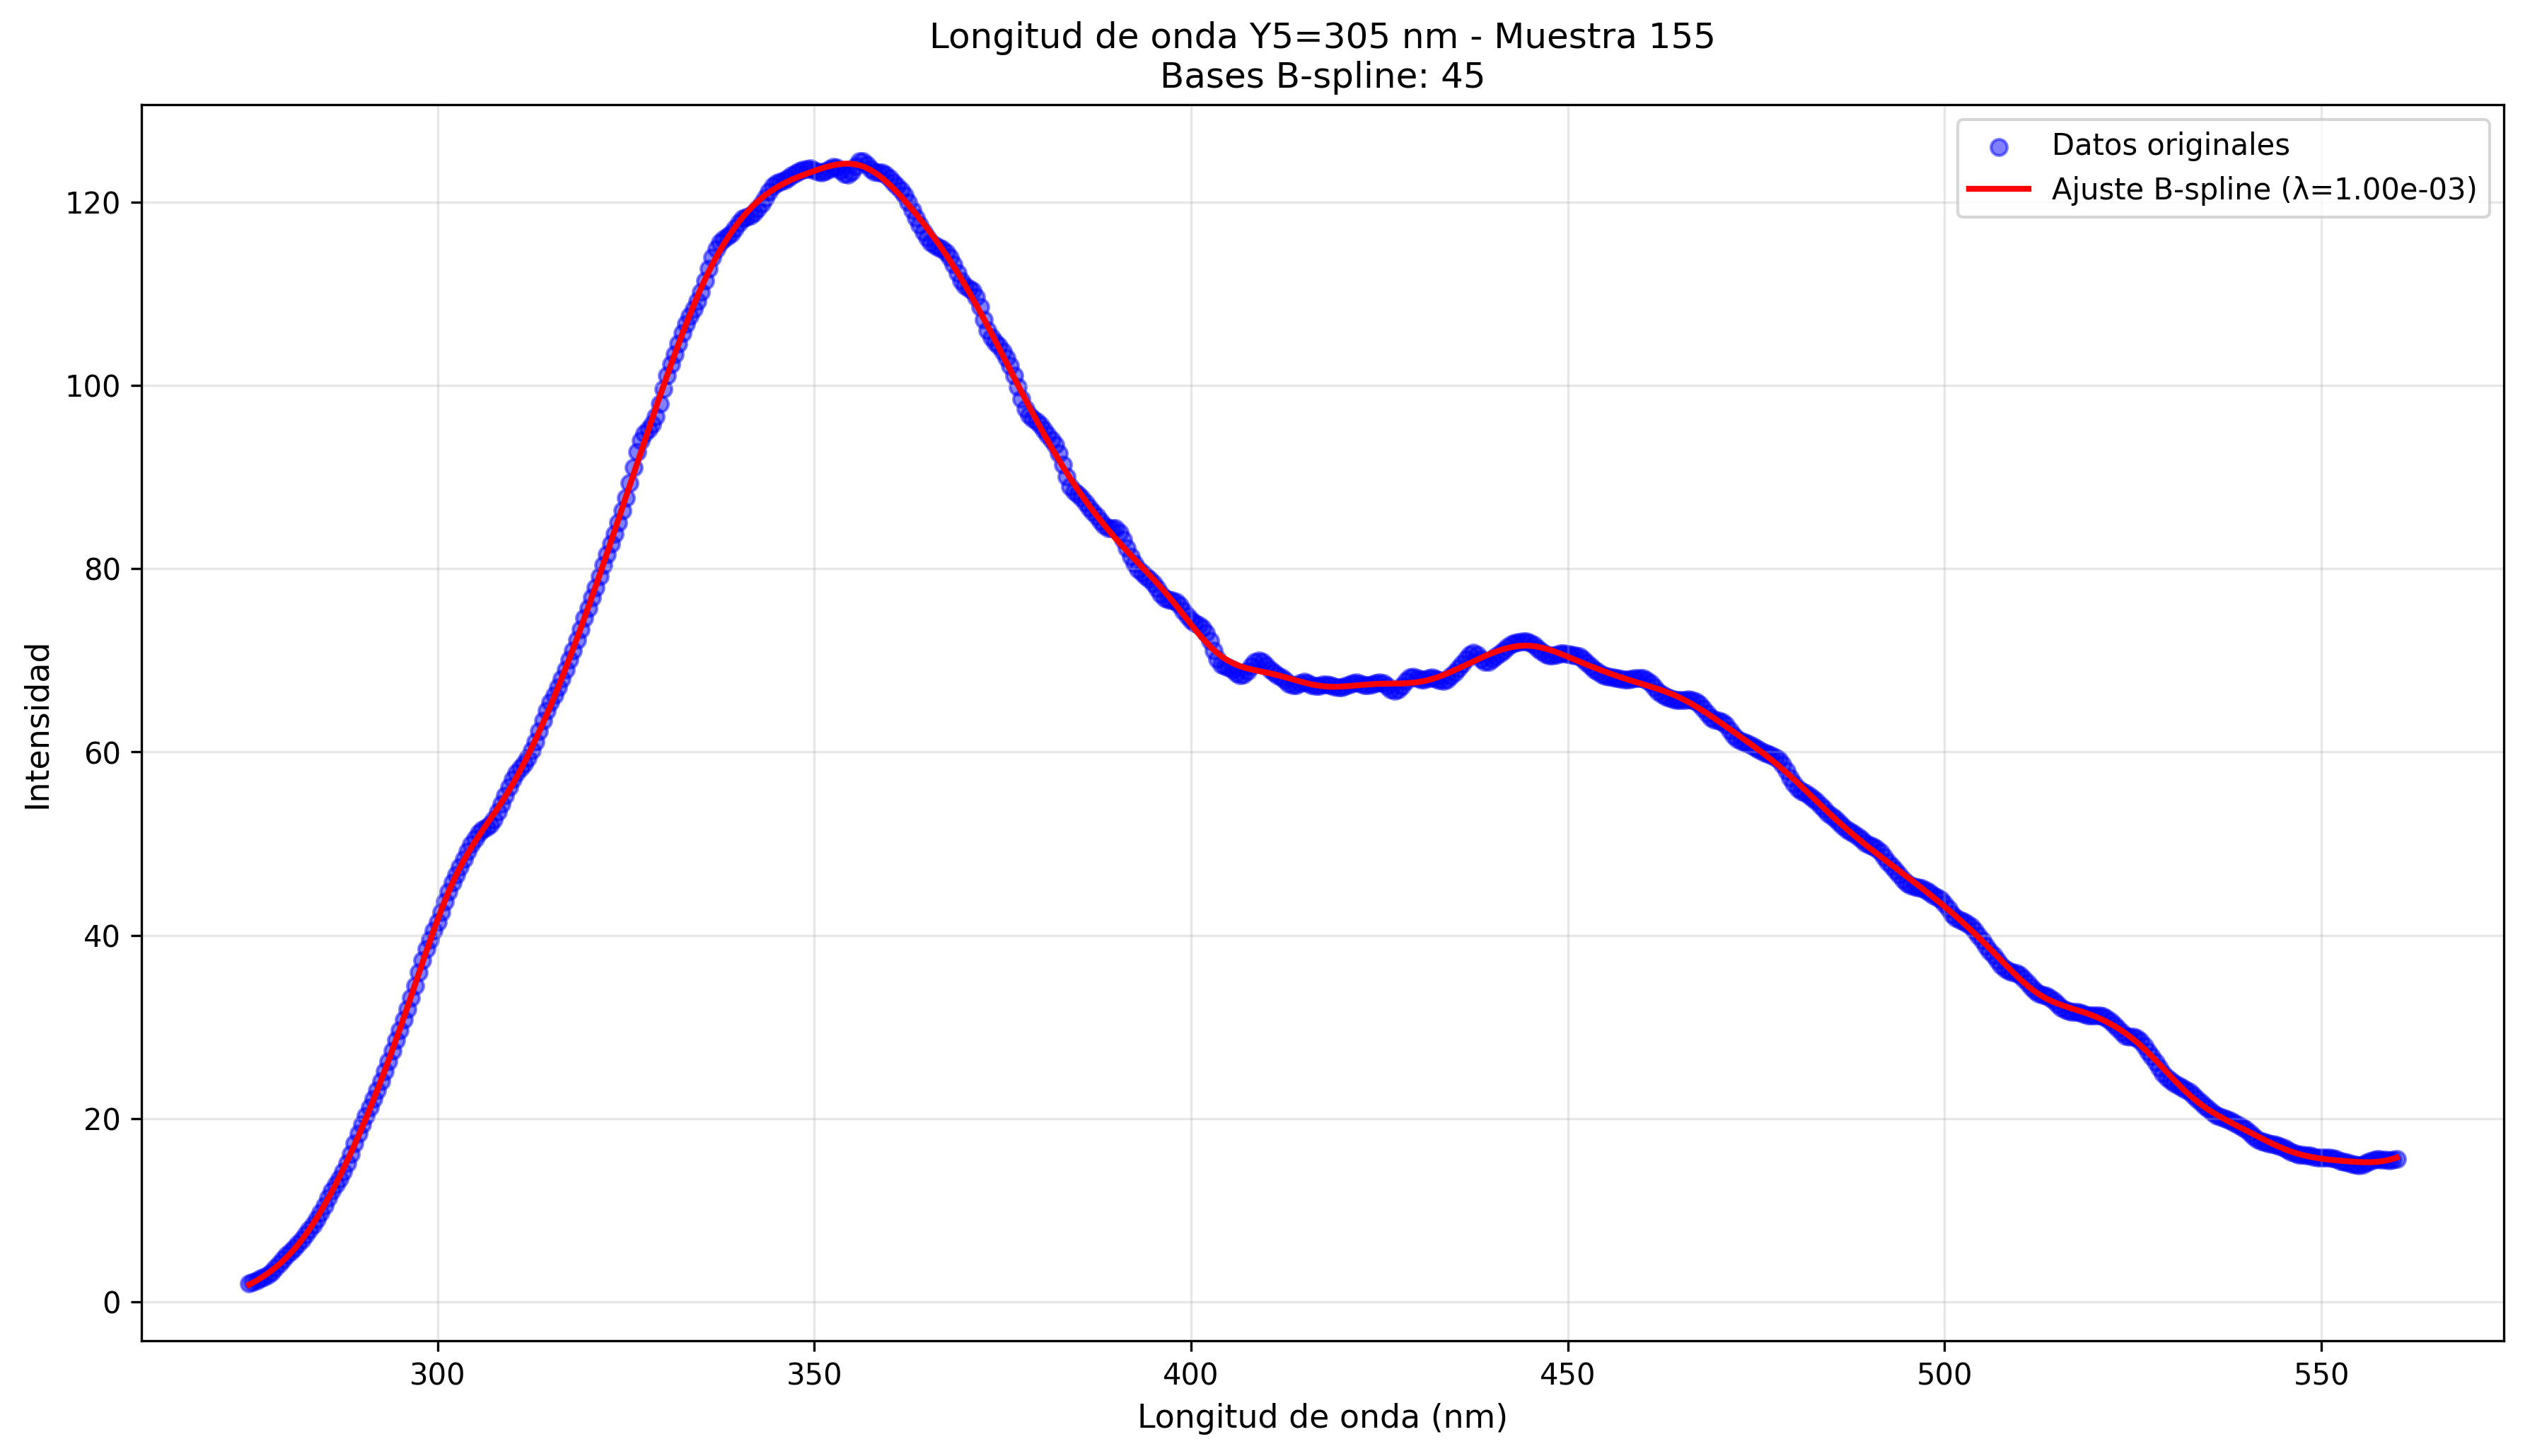 Longitud de onda Y5=305 nm - Muestra 155
Bases B-spline: 45
Datos originales
Ajuste B-spline (λ=1.00e-03)
Intensidad
120
100
80
60
40
20
0
300 350 400 450 500 550
Longitud de onda (nm)